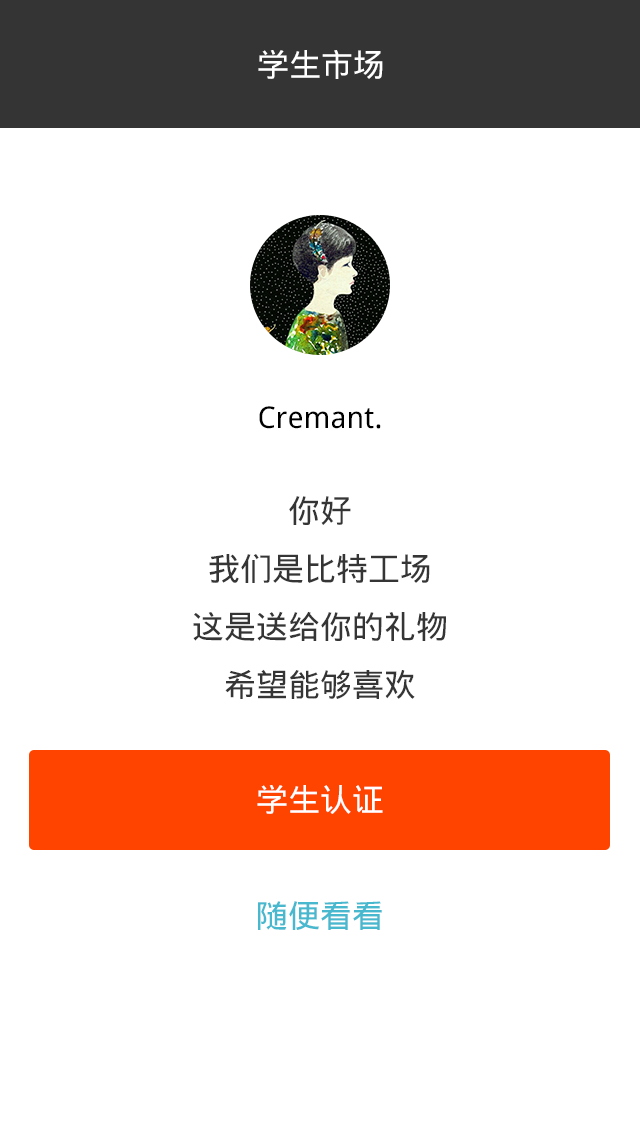 学生市场
Cremant.
你好
我们是比特工场
这是送给你的礼物
希望能够喜欢
学生认证
随便看看